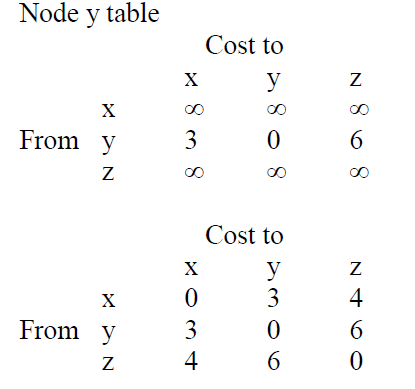 Node y table
Cost to
x y z
x ∞ ∞ ∞
From y 3 0 6
z ∞ ∞ ∞
Cost to
x y z
x 0 3 4
From y 3 0 6
z 4 6 0